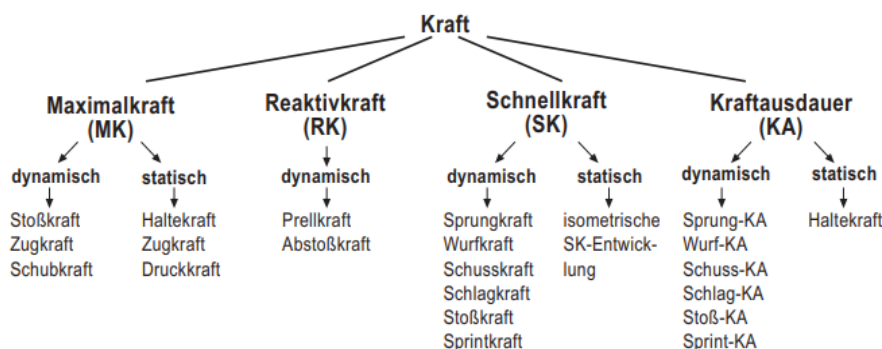 Kraft
Maximalkraft
(MK)
Reaktivkraft
(RK)
Schnellkraft
(SK)
Kraftausdauer
(KA)
dynamisch
statisch
dynamisch
dynamisch
statisch
dynamisch
statisch
Stoßkraft
Zugkraft
Schubkraft
Haltekraft
Zugkraft
Druckkraft
Prellkraft
Abstoßkraft
Sprungkraft
Wurfkraft
Schusskraft
Schlagkraft
Stoßkraft
Sprintkraft
isometrische
SK-Entwick-
lung
Sprung-KA
Wurf-KA
Schuss-KA
Schlag-KA
Stoß-KA
Sprint-KA
Haltekraft